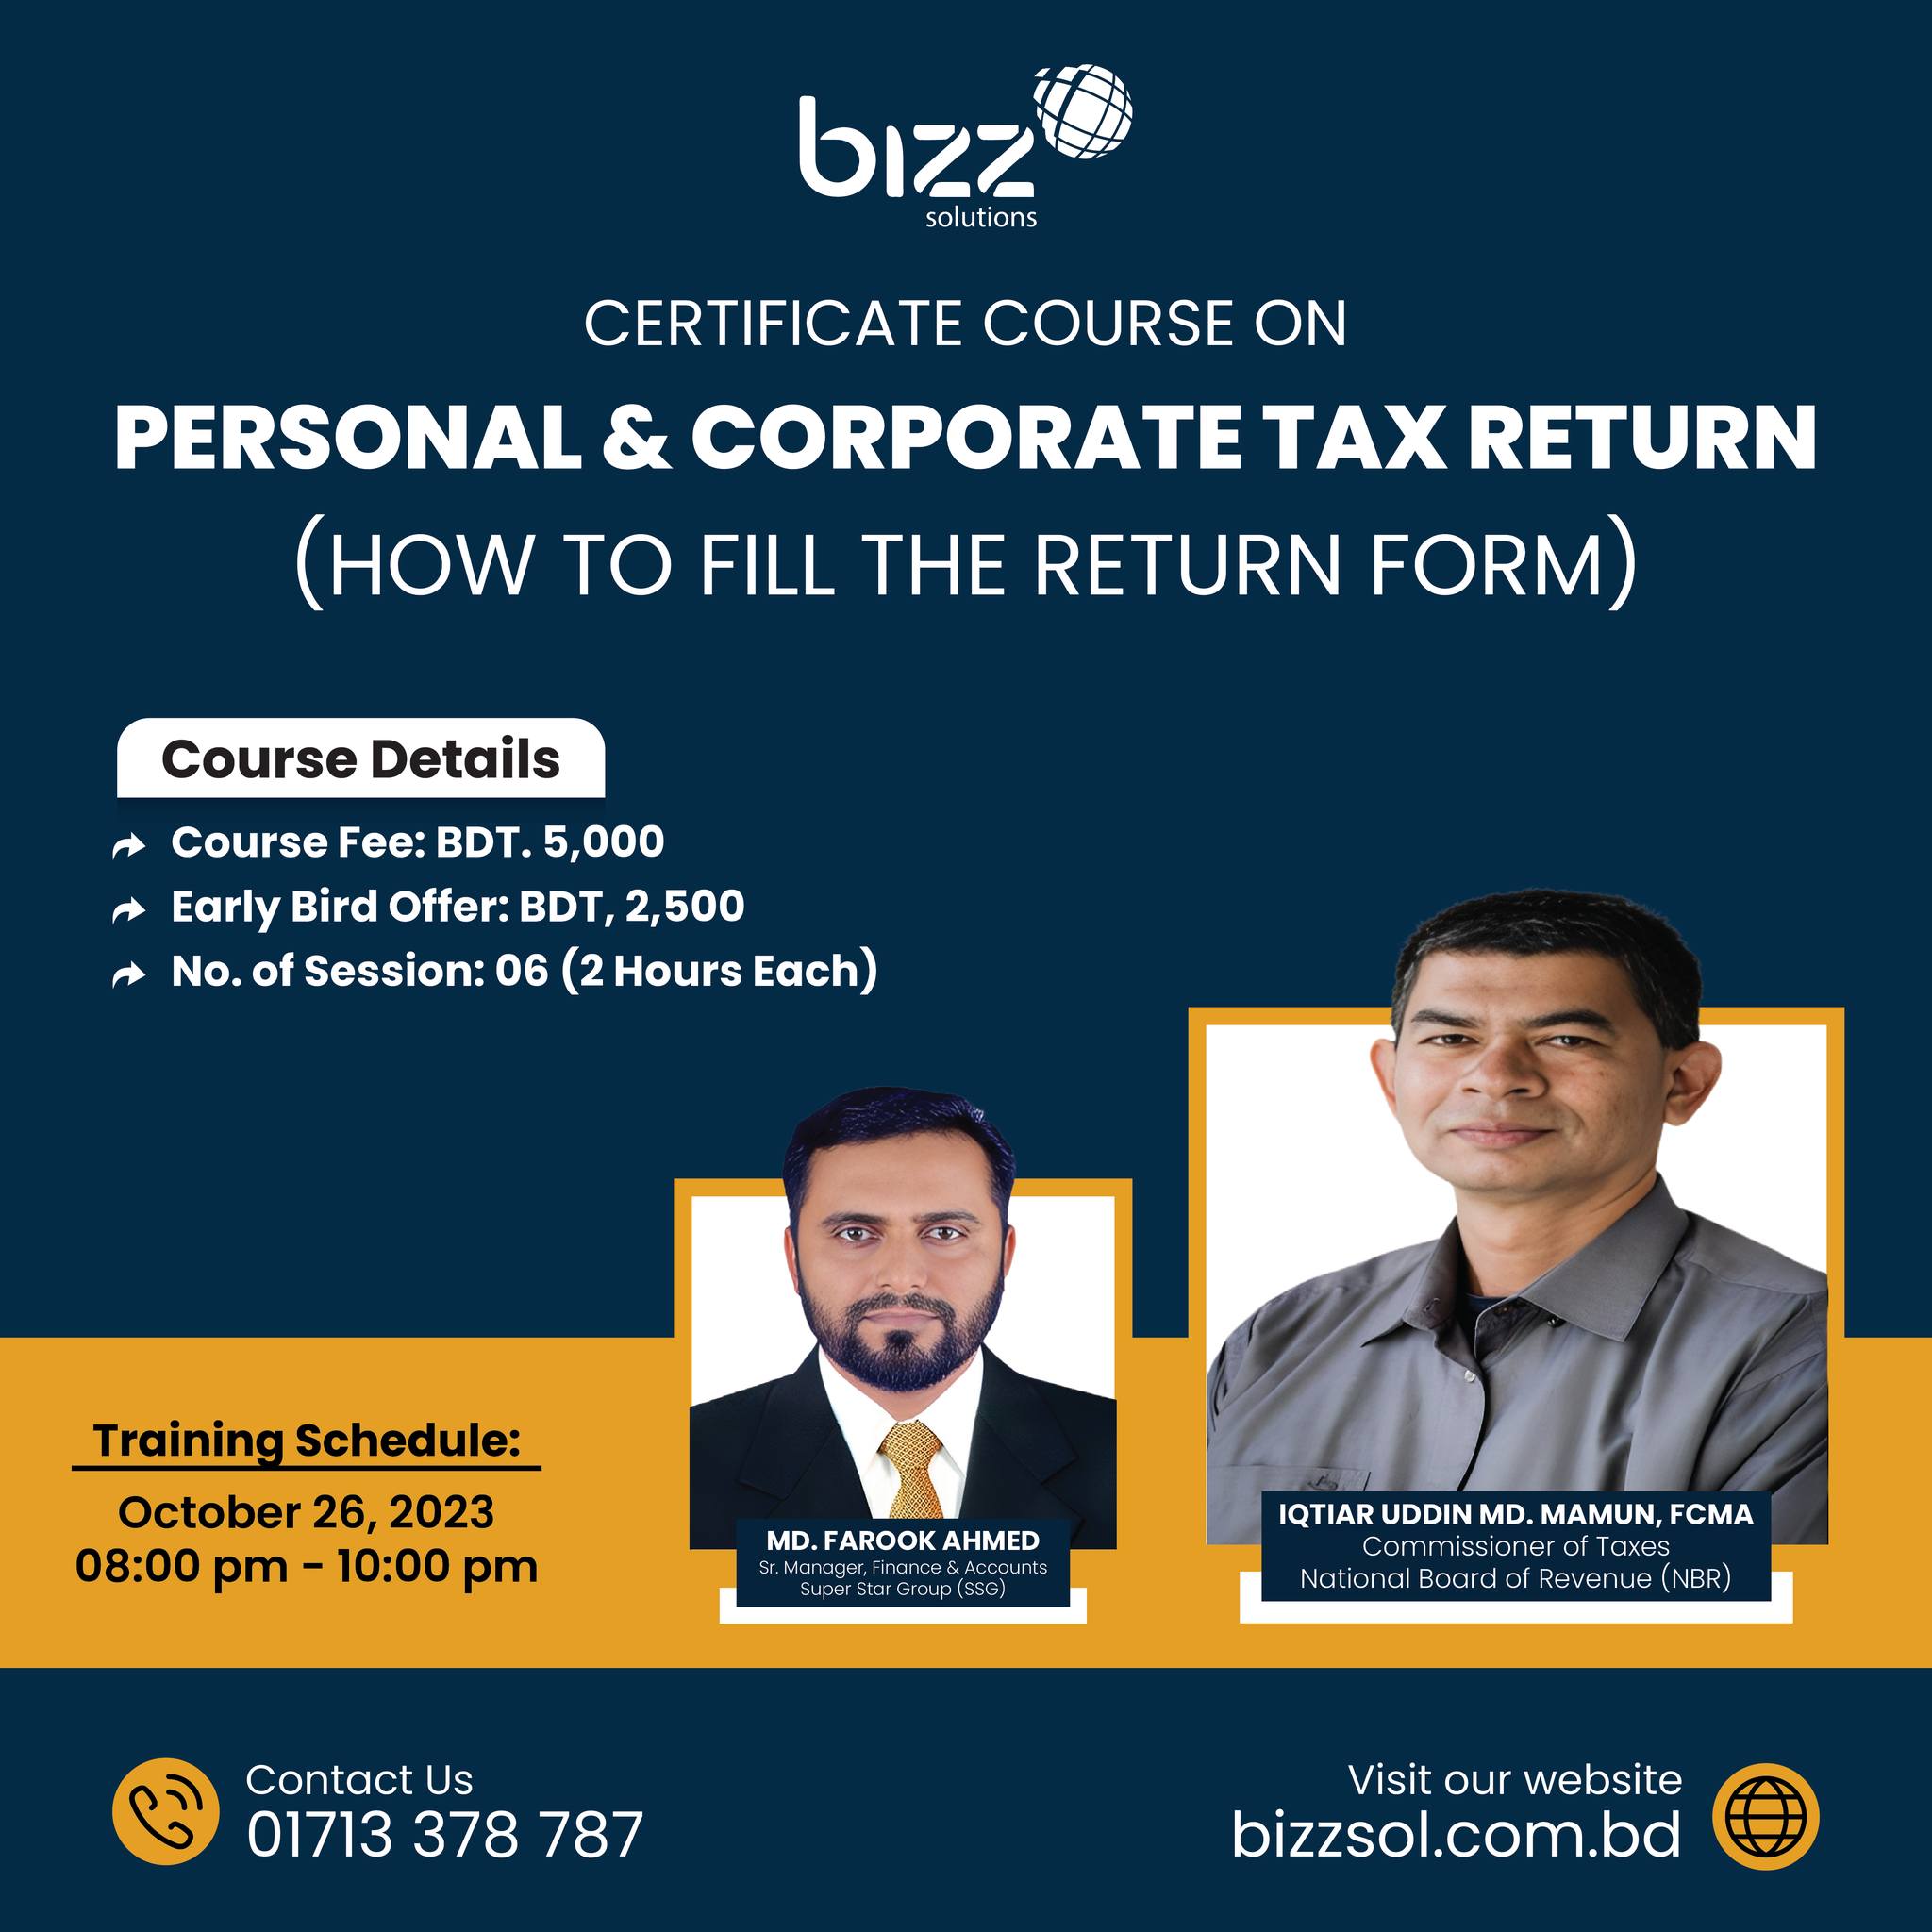 bizz
solutions
CERTIFICATE COURSE ON
PERSONAL & CORPORATE TAX RETURN
(HOW TO FILL THE RETURN FORM)
Course Details
Course Fee: BDT. 5,000
Early Bird Offer: BDT, 2,500
No. of Session: 06 (2 Hours Each)
Training Schedule:
October 26, 2023
08:00 pm - 10:00 pm
MD. FAROOK AHMED
Sr. Manager, Finance & Accounts
Super Star Group (SSG)
IQTIAR UDDIN MD. MAMUN, FCMA
Commissioner of Taxes
National Board of Revenue (NBR)
Contact Us
01713 378 787
Visit our website
bizzsol.com.bd